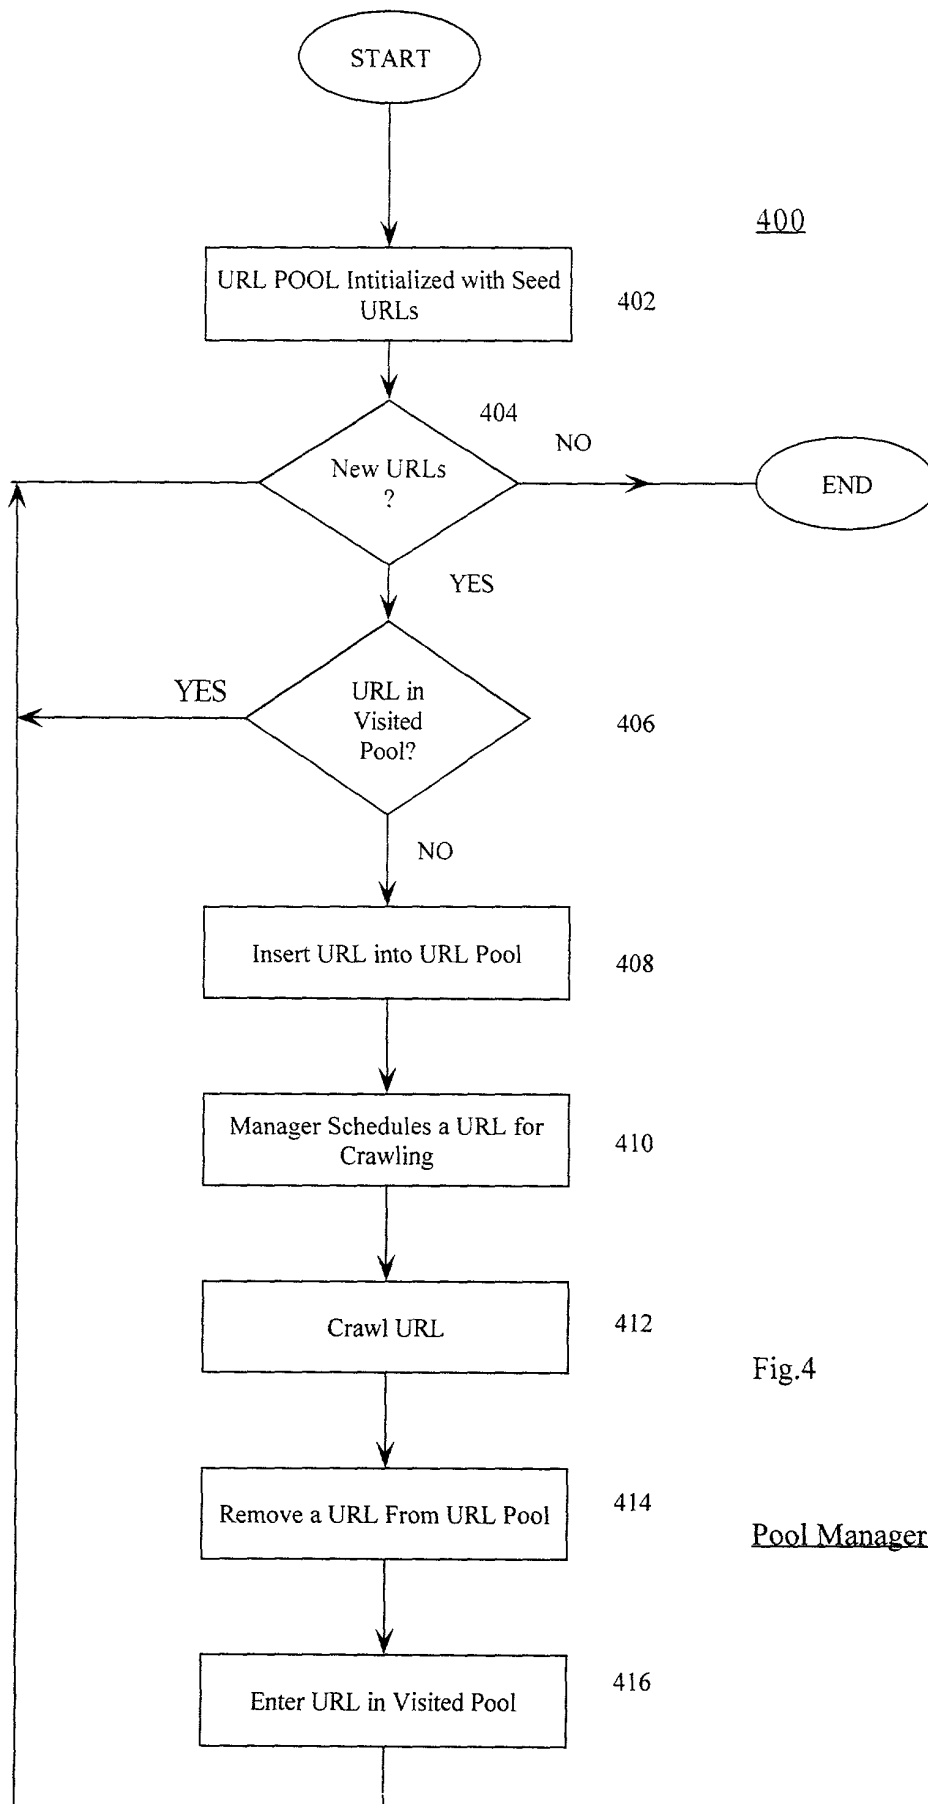 START
400
URL POOL Intitialized with Seed
URLs
402
404
New URLs
?
NO
END
YES
YES
URL in
Visited
Pool?
406
NO
Insert URL into URL Pool
408
Manager Schedules a URL for
Crawling
410
Crawl URL
412
Fig.4
Remove a URL From URL Pool
414
Pool Manager
Enter URL in Visited Pool
416